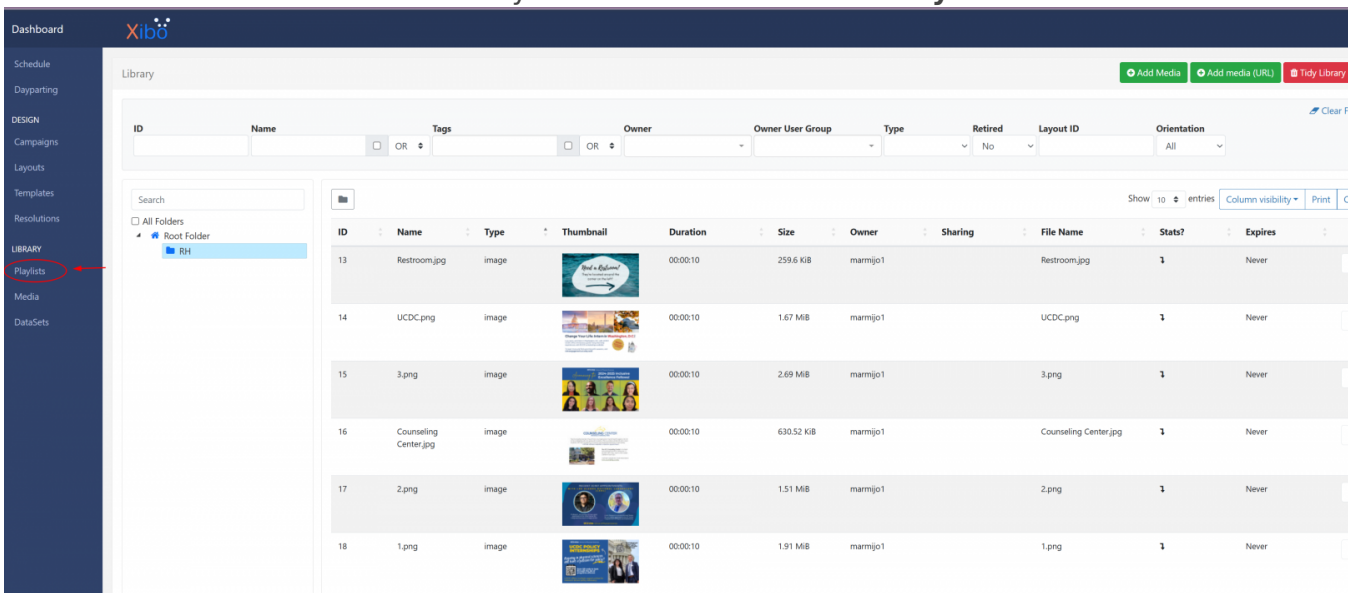 Dashboard
Xibo
Schedule
Dayparting
DESIGN
Campaigns
Layouts
Templates
Resolutions
LIBRARY
Playlists
Media
DataSets
Library
Add Media Add media (URL) Tidy Library
Clear F
ID Name Tags Owner Owner User Group Type Retired Layout ID Orientation
OR OR No All
Search
All Folders
Root Folder
RH
Show 10 entries Column visibility Print
ID Name Type Thumbnail Duration Size Owner Sharing File Name Stats? Expires
13 Restroom.jpg image 00:00:10 259.6 KiB marmijo1 Restroom.jpg Never
Need a Restroom?
14 UCDC.png image 00:00:10 1.67 MiB marmijo1 UCDC.png Never
15 3.png image 00:00:10 2.69 MiB marmijo1 3.png Never
16 Counseling Center.jpg image 00:00:10 630.52 KiB marmijo1 Counseling Center.jpg Never
17 2.png image 00:00:10 1.51 MiB marmijo1 2.png Never
18 1.png image 00:00:10 1.91 MiB marmijo1 1.png Never
UCDC POLICY
INTERNSHIPS